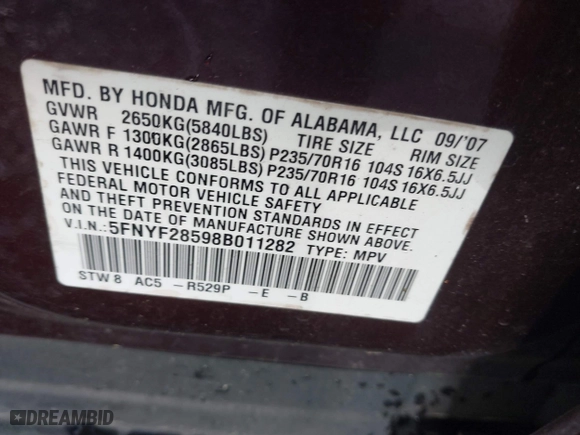 MFD. BY HONDA MFG. OF ALABAMA, LLC 09/'07
GVWR 2650KG(5840LBS) TIRE SIZE RIM SIZE
GAWR F 1300KG(2865LBS) P235/70R16 104S 16X6.5JJ
GAWR R 1400KG(3085LBS) P235/70R16 104S 16X6.5JJ
THIS VEHICLE CONFORMS TO ALL APPLICABLE
FEDERAL MOTOR VEHICLE SAFETY
AND THEFT PREVENTION STANDARDS IN EFFECT
ON THE DATE OF MANUFACTURE SHOWN ABOVE.
V.I.N.: 5FNYF28598B011282 TYPE: MPV
STW 8 AC5 - R529P - E - B
DREAMBID